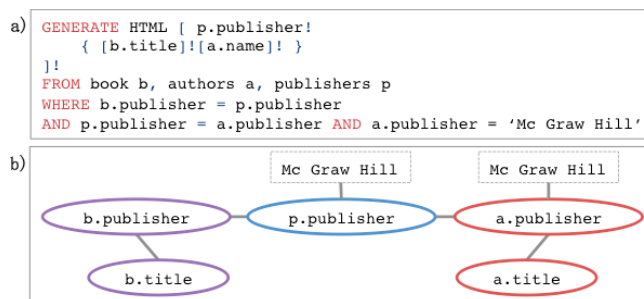 a)
GENERATE HTML [ p.publisher!
{ [b.title]![a.name]! }
]!
FROM book b, authors a, publishers p
WHERE b.publisher = p.publisher
AND p.publisher = a.publisher AND a.publisher = ‘Mc Graw Hill’
b)
Mc Graw Hill Mc Graw Hill
b.publisher p.publisher a.publisher
b.title a.title